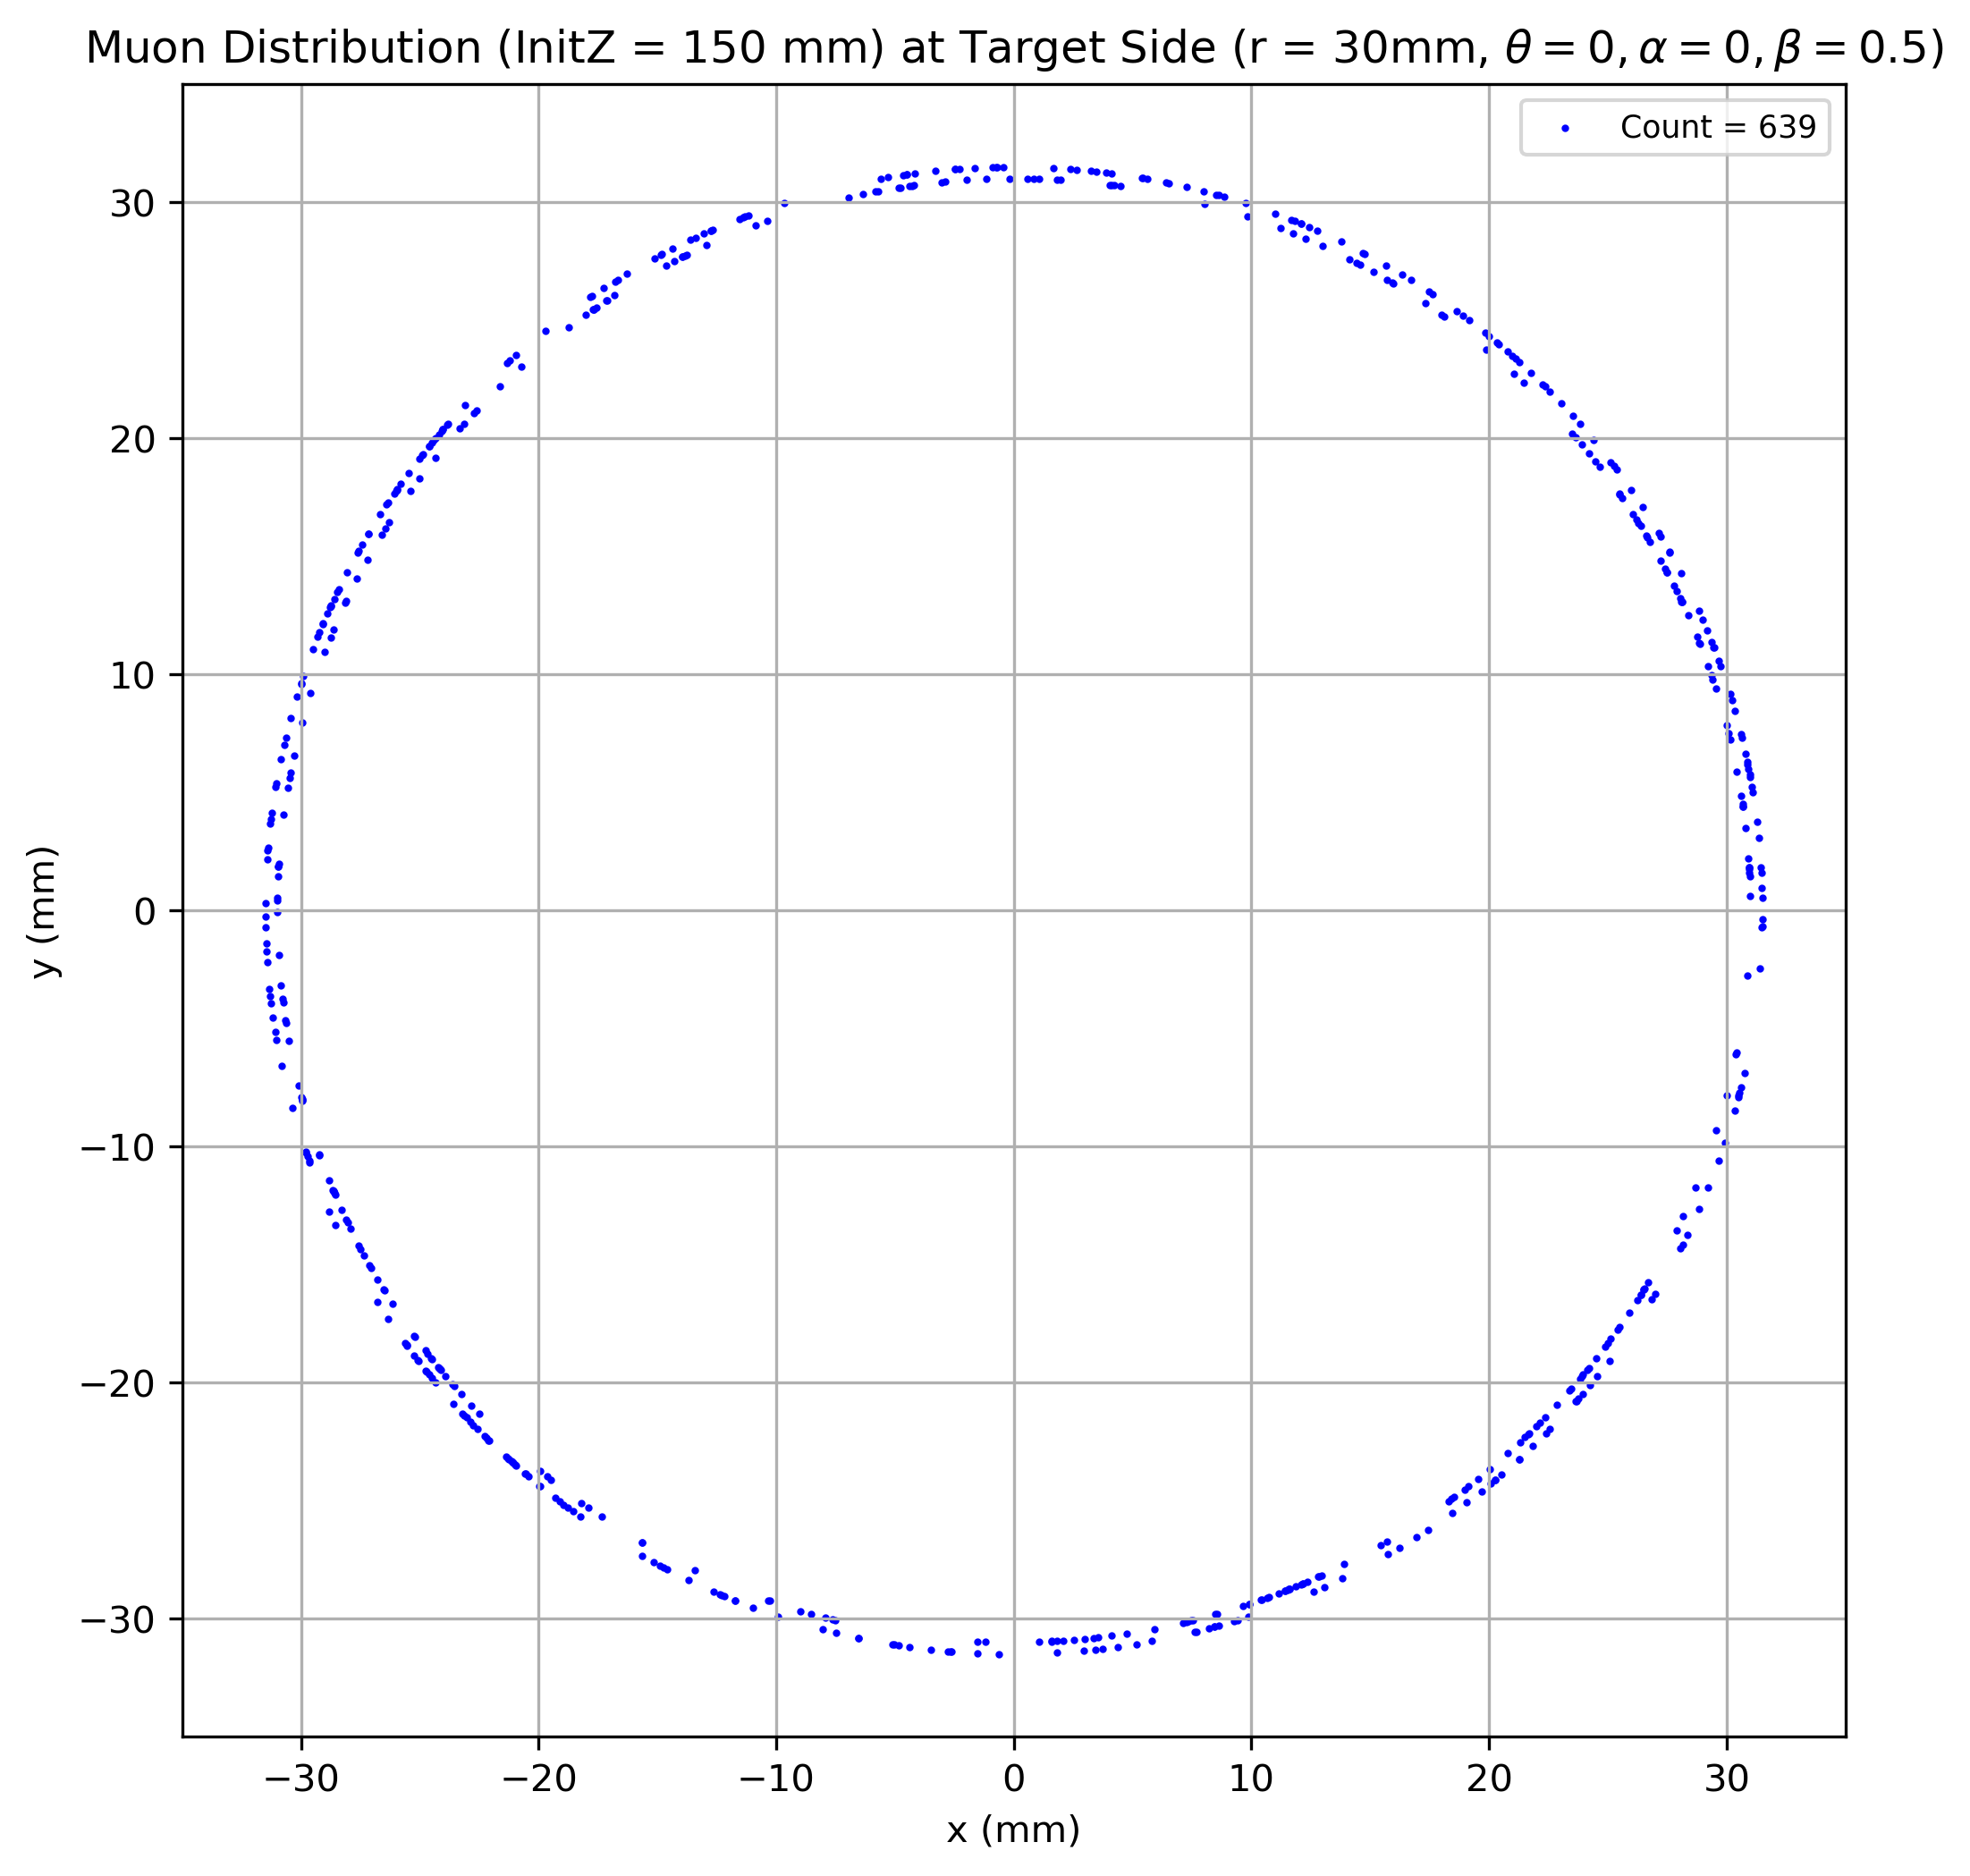 Muon Distribution (InitZ = 150 mm) at Target Side (r = 30mm, θ = 0, α = 0, β = 0.5)
Count = 639
30
20
10
0
−10
−20
−30
y (mm)
−30 −20 −10 0 10 20 30
x (mm)